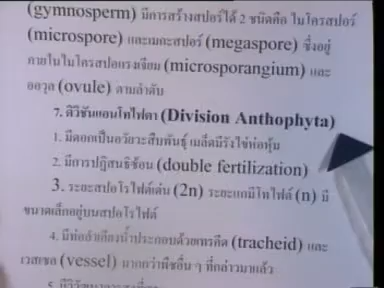 (gymnosperm) มีการสร้างสปอร์ได้ 2 ชนิดคือ ไมโครสปอร์
(microspore) และเมกะสปอร์ (megaspore) ซึ่งอยู่
ภายในไมโครสปอแรงเจียม (microsporangium) และ
ออวุล (ovule) ตามลำดับ
7. ดิวิชันแอนโทไฟตา (Division Anthophyta)
1. มีดอกเป็นอวัยวะสืบพันธุ์ เมล็ดมีรังไข่ห่อหุ้ม
2. มีการปฏิสนธิซ้อน (double fertilization)
3. ระยะสปอโรไฟต์เด่น (2n) ระยะแกมีโทไฟต์ (n) มี
ขนาดเล็กอยู่บนสปอโรไฟต์
4. มีท่อลำเลียงน้ำประกอบด้วยเทรคีด (tracheid) และ
เวสเซล (vessel) มากกว่าพืชอื่น ๆ ที่กล่าวมาแล้ว